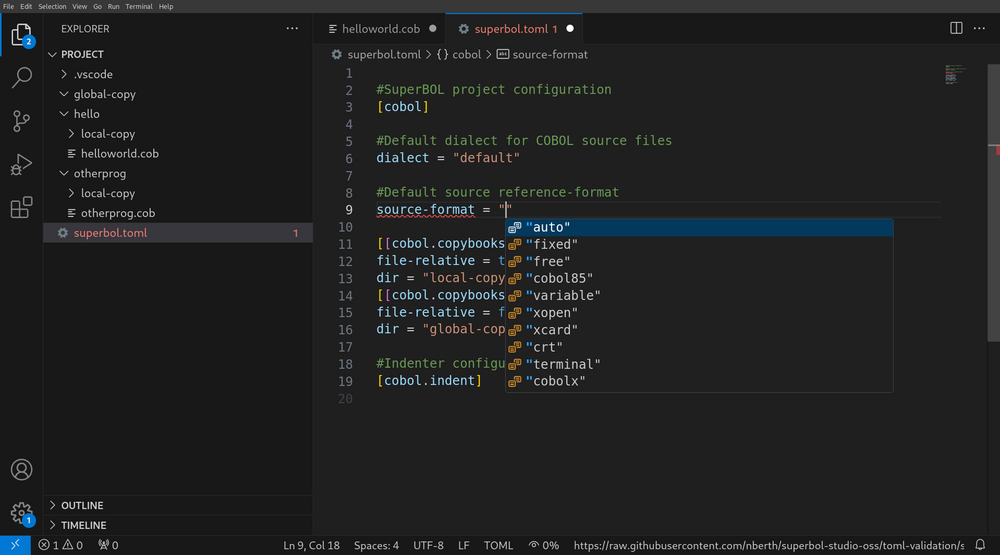 File Edit Selection View Go Run Terminal Help
EXPLORER
2
PROJECT
.vscode
global-copy
hello
local-copy
helloworld.cob
otherprog
local-copy
otherprog.cob
superbol.toml 1
OUTLINE
TIMELINE
1
helloworld.cob
superbol.toml 1
superbol.toml > {} cobol > abc source-format
1
2 #SuperBOL project configuration
3 [cobol]
4
5 #Default dialect for COBOL source files
6 dialect = "default"
7
8 #Default source reference-format
9 source-format = ""
10
11 [[cobol.copybooks
12 file-relative = t
13 dir = "local-copy
14 [[cobol.copybooks
15 file-relative = f
16 dir = "global-cop
17
18 #Indenter configu
19 [cobol.indent]
20
"auto"
"fixed"
"free"
"cobol85"
"variable"
"xopen"
"xcard"
"crt"
"terminal"
"cobolx"
1 0 0 Ln 9, Col 18 Spaces: 4 UTF-8 LF TOML 0% https://raw.githubusercontent.com/nberth/superbol-studio-oss/toml-validation/s